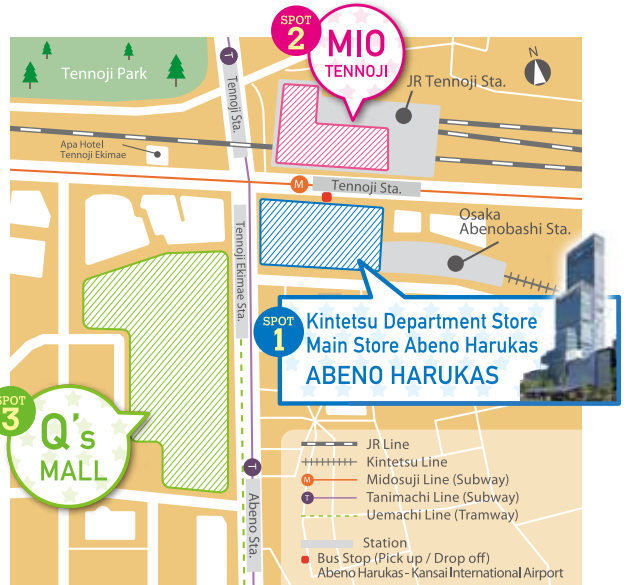 SPOT
2
MIO
TENNOJI
N
Tennoji Park
T
Tennoji Sta.
JR Tennoji Sta.
Apa Hotel
Tennoji Ekimae
M
Tennoji Sta.
Tennoji Ekimae Sta.
Osaka
Abenobashi Sta.
SPOT
1
Kintetsu Department Store
Main Store Abeno Harukas
ABENO HARUKAS
SPOT
3
Q's
MALL
T
Abeno Sta.
JR Line
Kintetsu Line
M Midosuji Line (Subway)
T Tanimachi Line (Subway)
Uemachi Line (Tramway)
Station
Bus Stop (Pick up / Drop off)
Abeno Harukas - Kansai International Airport